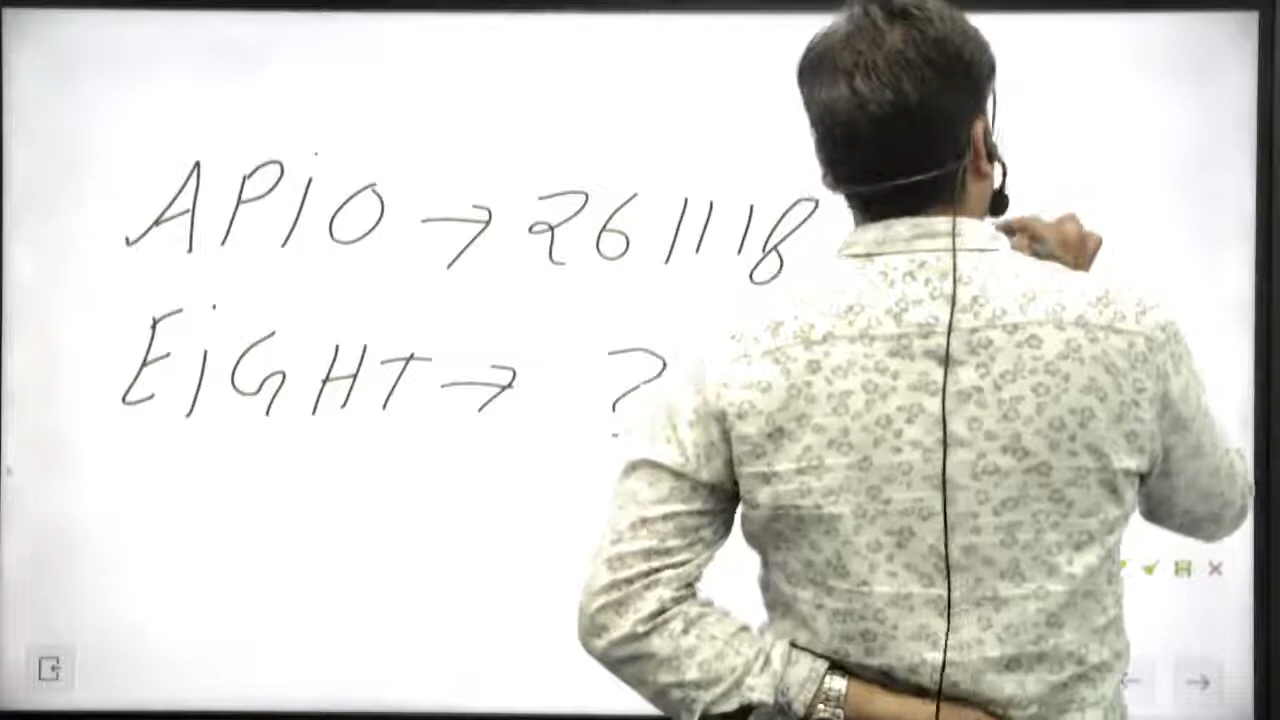 APiO → 261118
EiGHT → ?